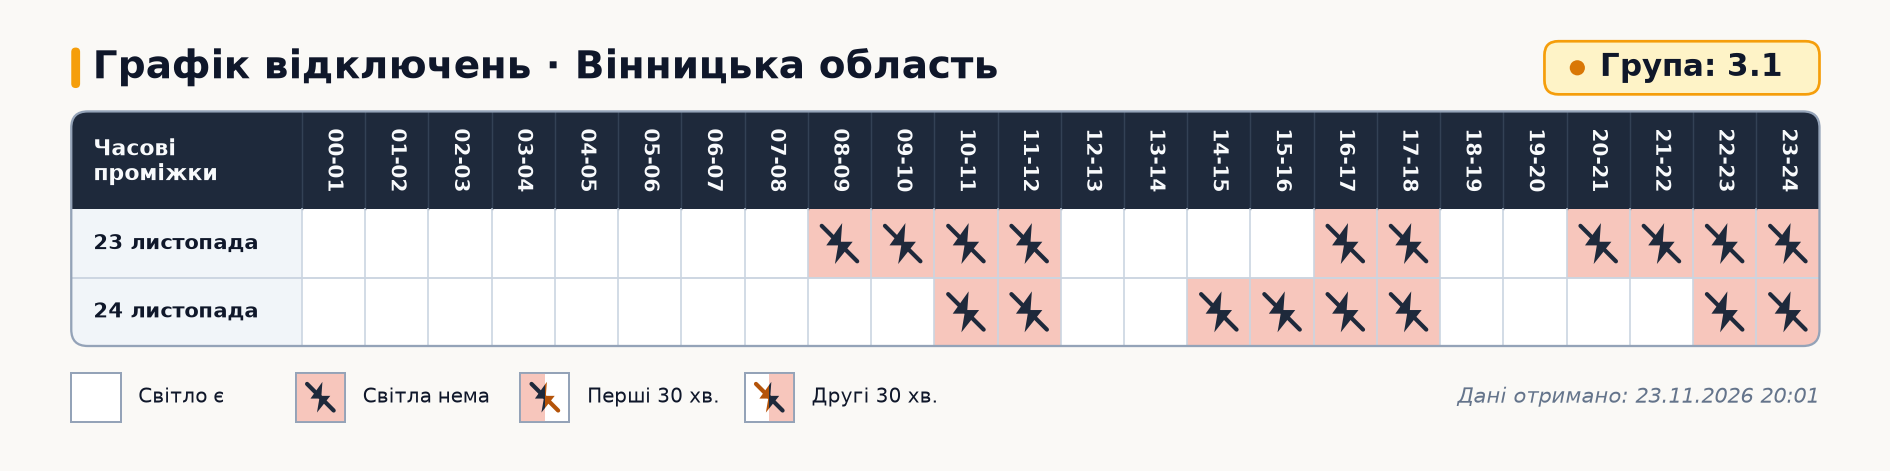 Графік відключень · Вінницька область
Група: 3.1
Часові
проміжки
00-01
01-02
02-03
03-04
04-05
05-06
06-07
07-08
08-09
09-10
10-11
11-12
12-13
13-14
14-15
15-16
16-17
17-18
18-19
19-20
20-21
21-22
22-23
23-24
23 листопада
24 листопада
Світло є
Світла нема
Перші 30 хв.
Другі 30 хв.
Дані отримано: 23.11.2026 20:01